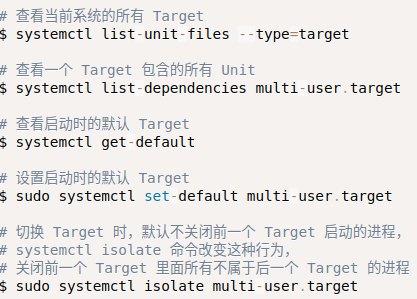 # 查看当前系统的所有 Target
$ systemctl list-unit-files --type=target
# 查看一个 Target 包含的所有 Unit
$ systemctl list-dependencies multi-user.target
# 查看启动时的默认 Target
$ systemctl get-default
# 设置启动时的默认 Target
$ sudo systemctl set-default multi-user.target
# 切换 Target 时，默认不关闭前一个 Target 启动的进程，
# systemctl isolate 命令改变这种行为，
# 关闭前一个 Target 里面所有不属于后一个 Target 的进程
$ sudo systemctl isolate multi-user.target